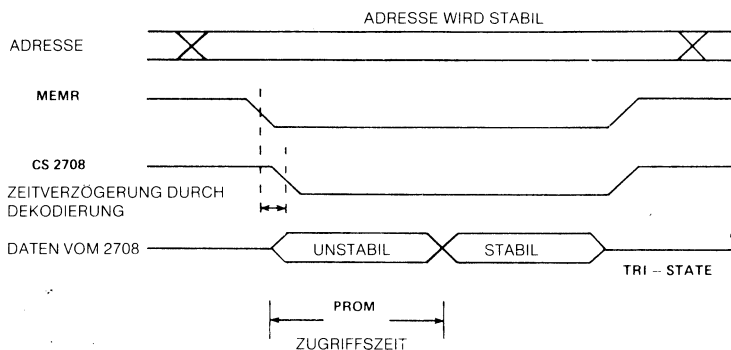 ADRESSE WIRD STABIL
ADRESSE
MEMR
CS 2708
ZEITVERZÖGERUNG DURCH
DEKODIERUNG
DATEN VOM 2708
UNSTABIL
STABIL
TRI – STATE
PROM
ZUGRIFFSZEIT